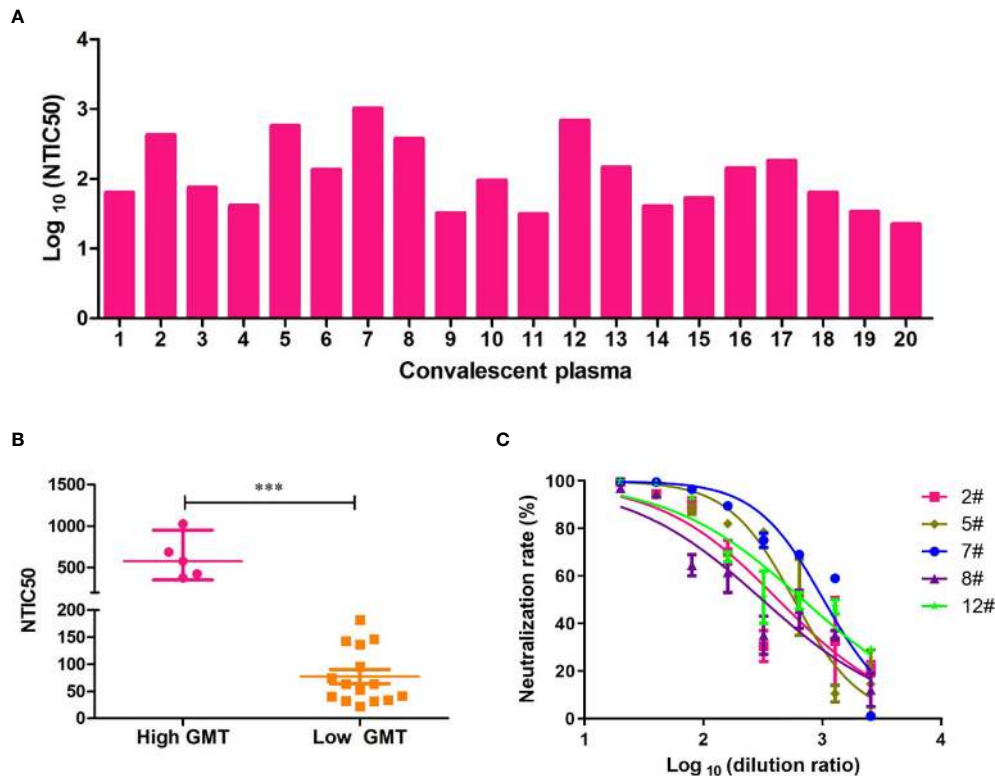 A
Log 10 (NTIC50)
4
3
2
1
0
1 2 3 4 5 6 7 8 9 10 11 12 13 14 15 16 17 18 19 20
Convalescent plasma
B
NTIC50
1500
1000
500
200
150
100
50
0
***
High GMT Low GMT
C
Neutralization rate (%)
100
80
60
40
20
0
1 2 3 4
Log 10 (dilution ratio)
2#
5#
7#
8#
12#